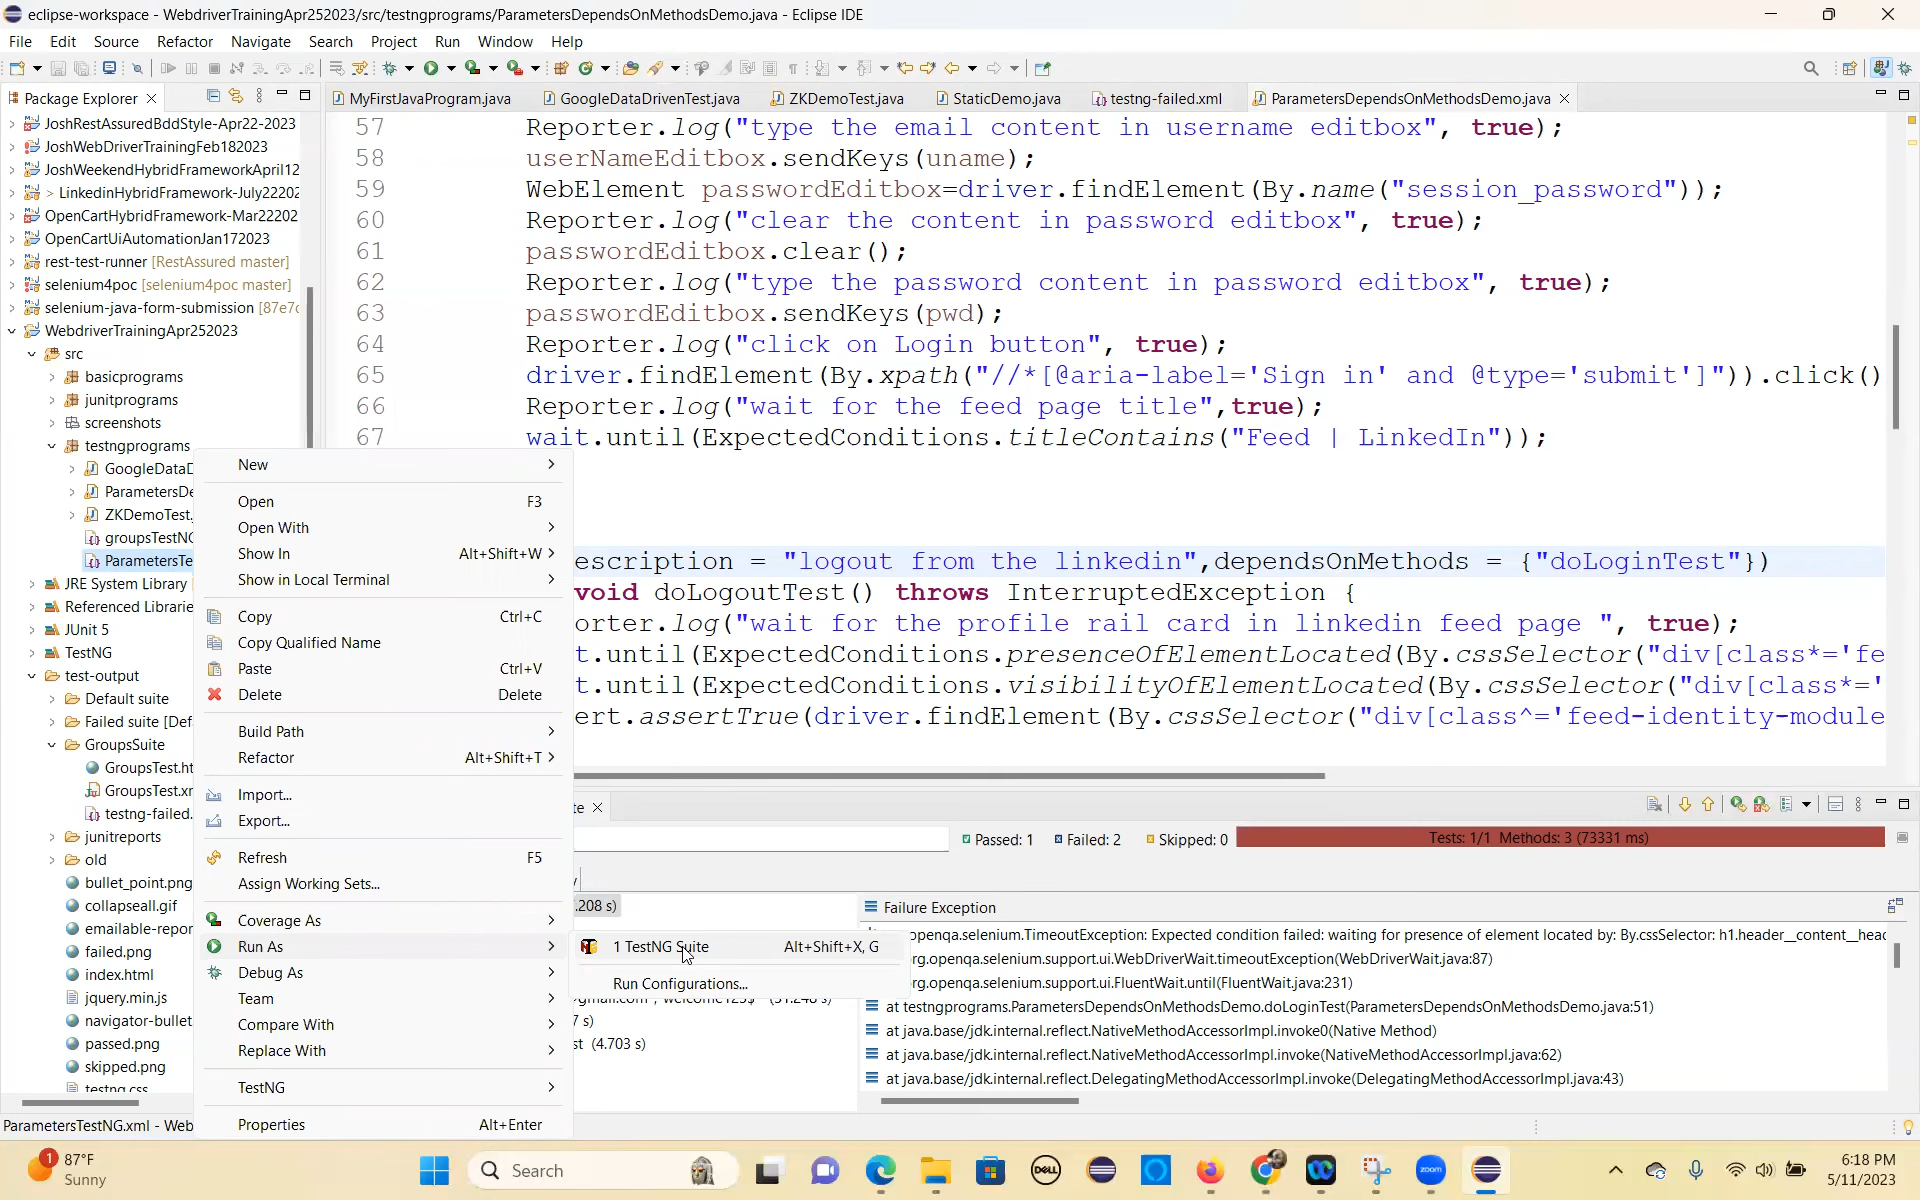 eclipse-workspace - WebdriverTrainingApr252023/src/testngprograms/ParametersDependsOnMethodsDemo.java - Eclipse IDE
File Edit Source Refactor Navigate Search Project Run Window Help
Package Explorer
MyFirstJavaProgram.java GoogleDataDrivenTest.java ZKDemoTest.java StaticDemo.java testng-failed.xml ParametersDependsOnMethodsDemo.java
JoshRestAssuredBddStyle-Apr22-2023
JoshWebDriverTrainingFeb182023
JoshWeekendHybridFrameworkApril12
> LinkedinHybridFramework-July22202
OpenCartHybridFramework-Mar22202
OpenCartUiAutomationJan172023
rest-test-runner [RestAssured master]
selenium4poc [selenium4poc master]
selenium-java-form-submission [87e7c
WebdriverTrainingApr252023
src
basicprograms
junitprograms
screenshots
testngprograms
GoogleDataD
ParametersDe
ZKDemoTest.
groupsTestNG
ParametersTe
JRE System Library
Referenced Librarie
JUnit 5
TestNG
test-output
Default suite
Failed suite [Def
GroupsSuite
GroupsTest.ht
GroupsTest.xr
testng-failed.
junitreports
old
bullet_point.png
collapseall.gif
emailable-repor
failed.png
index.html
jquery.min.js
navigator-bullet
passed.png
skipped.png
testng.css
57 Reporter.log("type the email content in username editbox", true);
58 userNameEditbox.sendKeys(uname);
59 WebElement passwordEditbox=driver.findElement(By.name("session_password"));
60 Reporter.log("clear the content in password editbox", true);
61 passwordEditbox.clear();
62 Reporter.log("type the password content in password editbox", true);
63 passwordEditbox.sendKeys(pwd);
64 Reporter.log("click on Login button", true);
65 driver.findElement(By.xpath("//*[@aria-label='Sign in' and @type='submit']")).click()
66 Reporter.log("wait for the feed page title",true);
67 wait.until(ExpectedConditions.titleContains("Feed | LinkedIn"));
escription = "logout from the linkedin",dependsOnMethods = {"doLoginTest"})
void doLogoutTest() throws InterruptedException {
orter.log("wait for the profile rail card in linkedin feed page ", true);
t.until(ExpectedConditions.presenceOfElementLocated(By.cssSelector("div[class*='fe
t.until(ExpectedConditions.visibilityOfElementLocated(By.cssSelector("div[class*='
ert.assertTrue(driver.findElement(By.cssSelector("div[class^='feed-identity-module
New
Open F3
Open With
Show In Alt+Shift+W
Show in Local Terminal
Copy Ctrl+C
Copy Qualified Name
Paste Ctrl+V
Delete Delete
Build Path
Refactor Alt+Shift+T
Import...
Export...
Refresh F5
Assign Working Sets...
Coverage As
Run As
Debug As
Team
Compare With
Replace With
TestNG
Properties Alt+Enter
1 TestNG Suite Alt+Shift+X, G
Run Configurations...
te
Passed: 1 Failed: 2 Skipped: 0 Tests: 1/1 Methods: 3 (73331 ms)
.208 s)
st (4.703 s)
Failure Exception
openqa.selenium.TimeoutException: Expected condition failed: waiting for presence of element located by: By.cssSelector: h1.header__content__head
rg.openqa.selenium.support.ui.WebDriverWait.timeoutException(WebDriverWait.java:87)
rg.openqa.selenium.support.ui.FluentWait.until(FluentWait.java:231)
at testngprograms.ParametersDependsOnMethodsDemo.doLoginTest(ParametersDependsOnMethodsDemo.java:51)
at java.base/jdk.internal.reflect.NativeMethodAccessorImpl.invoke0(Native Method)
at java.base/jdk.internal.reflect.NativeMethodAccessorImpl.invoke(NativeMethodAccessorImpl.java:62)
at java.base/jdk.internal.reflect.DelegatingMethodAccessorImpl.invoke(DelegatingMethodAccessorImpl.java:43)
ParametersTestNG.xml - Web
1
87°F
Sunny
Search
DELL
zoom
6:18 PM
5/11/2023